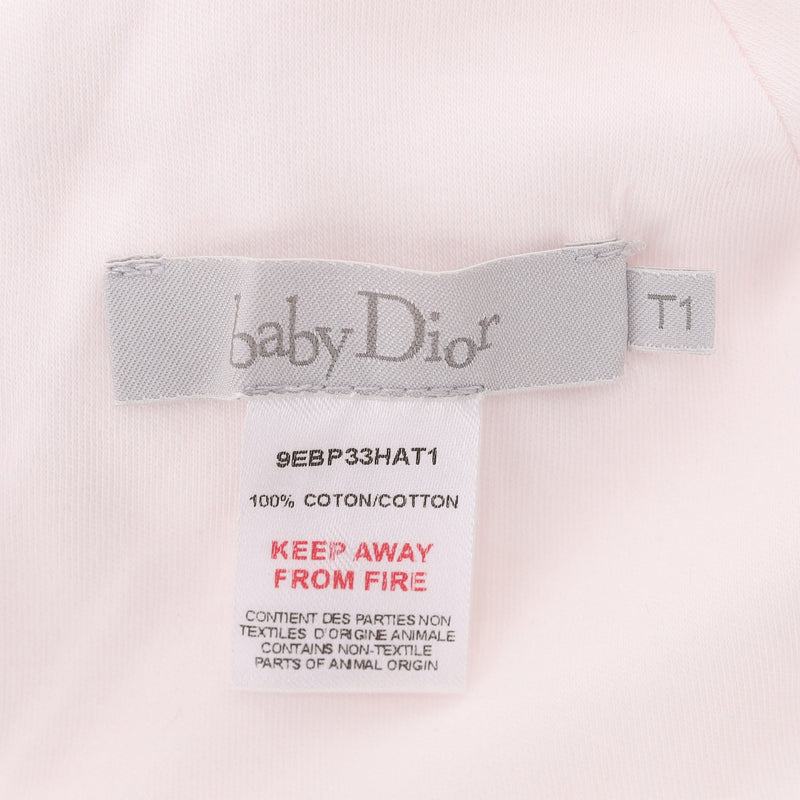 baby Dior
T1
9EBP33HAT1
100% COTON/COTTON
KEEP AWAY
FROM FIRE
CONTIENT DES PARTIES NON
TEXTILES D'ORIGINE ANIMALE
CONTAINS NON-TEXTILE
PARTS OF ANIMAL ORIGIN